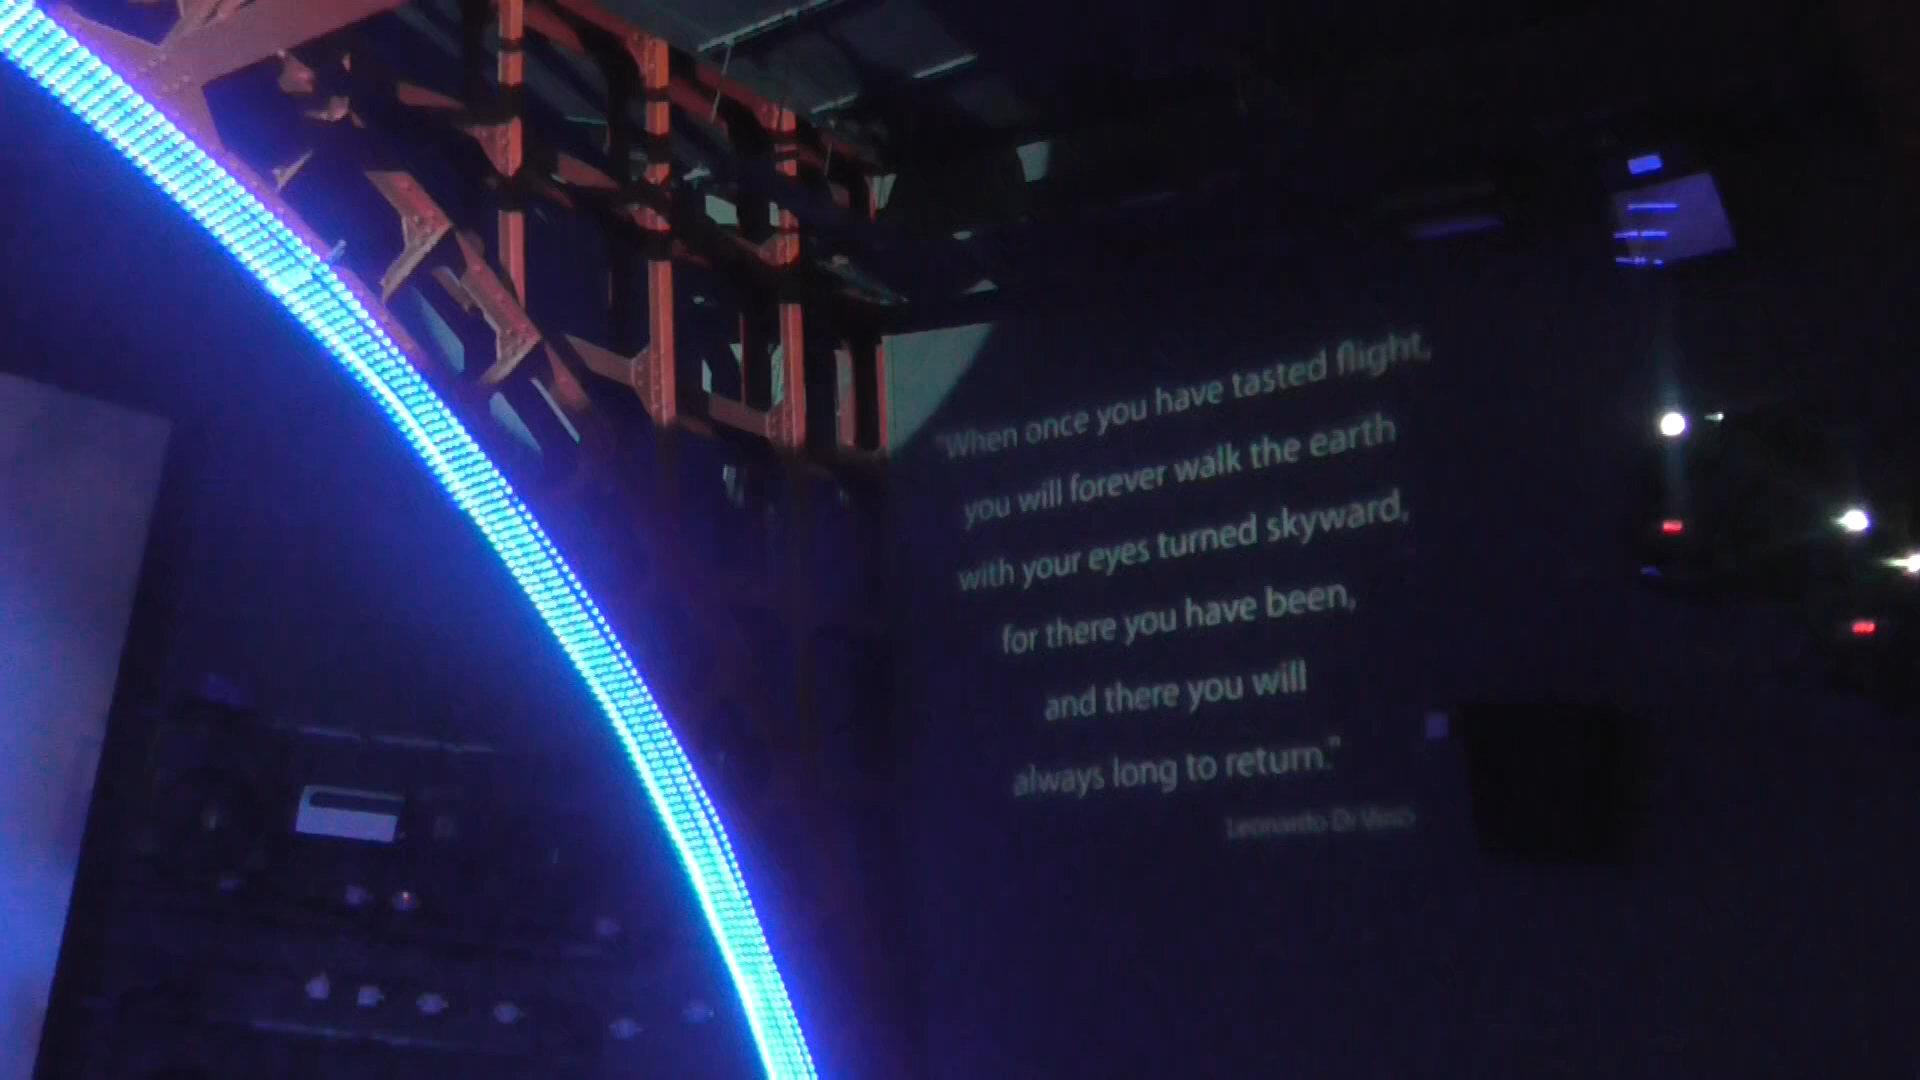 "When once you have tasted flight,
you will forever walk the earth
with your eyes turned skyward,
for there you have been,
and there you will
always long to return."
Leonardo Di Vinci